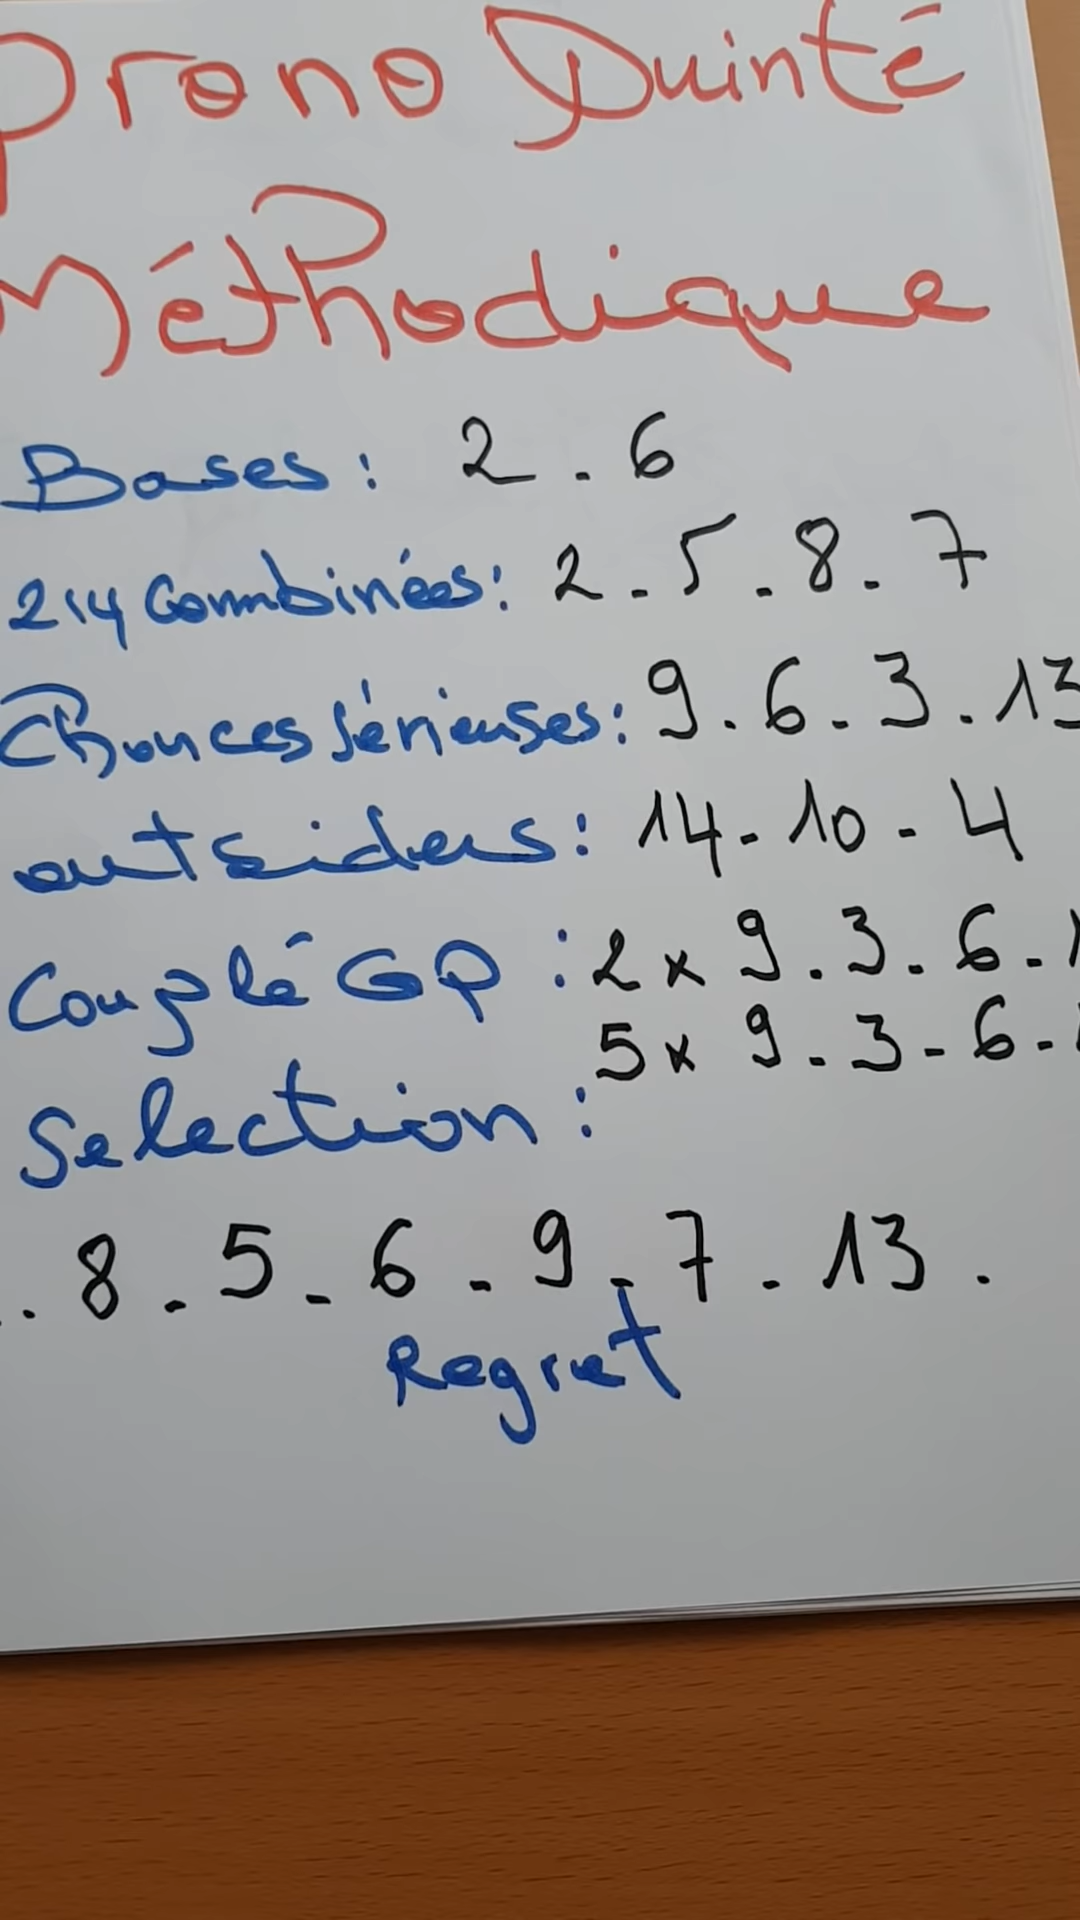 Prono Quinté
Méthodique
Bases: 2.6
2/4 Combinées: 2.5.8.7
Chances sérieuses: 9.6.3.13
outsiders: 14-10-4
Couplé GP: 2x 9.3.6.1
5x 9.3-6.
Selection:
.8.5-6-9.7.13.
Regret